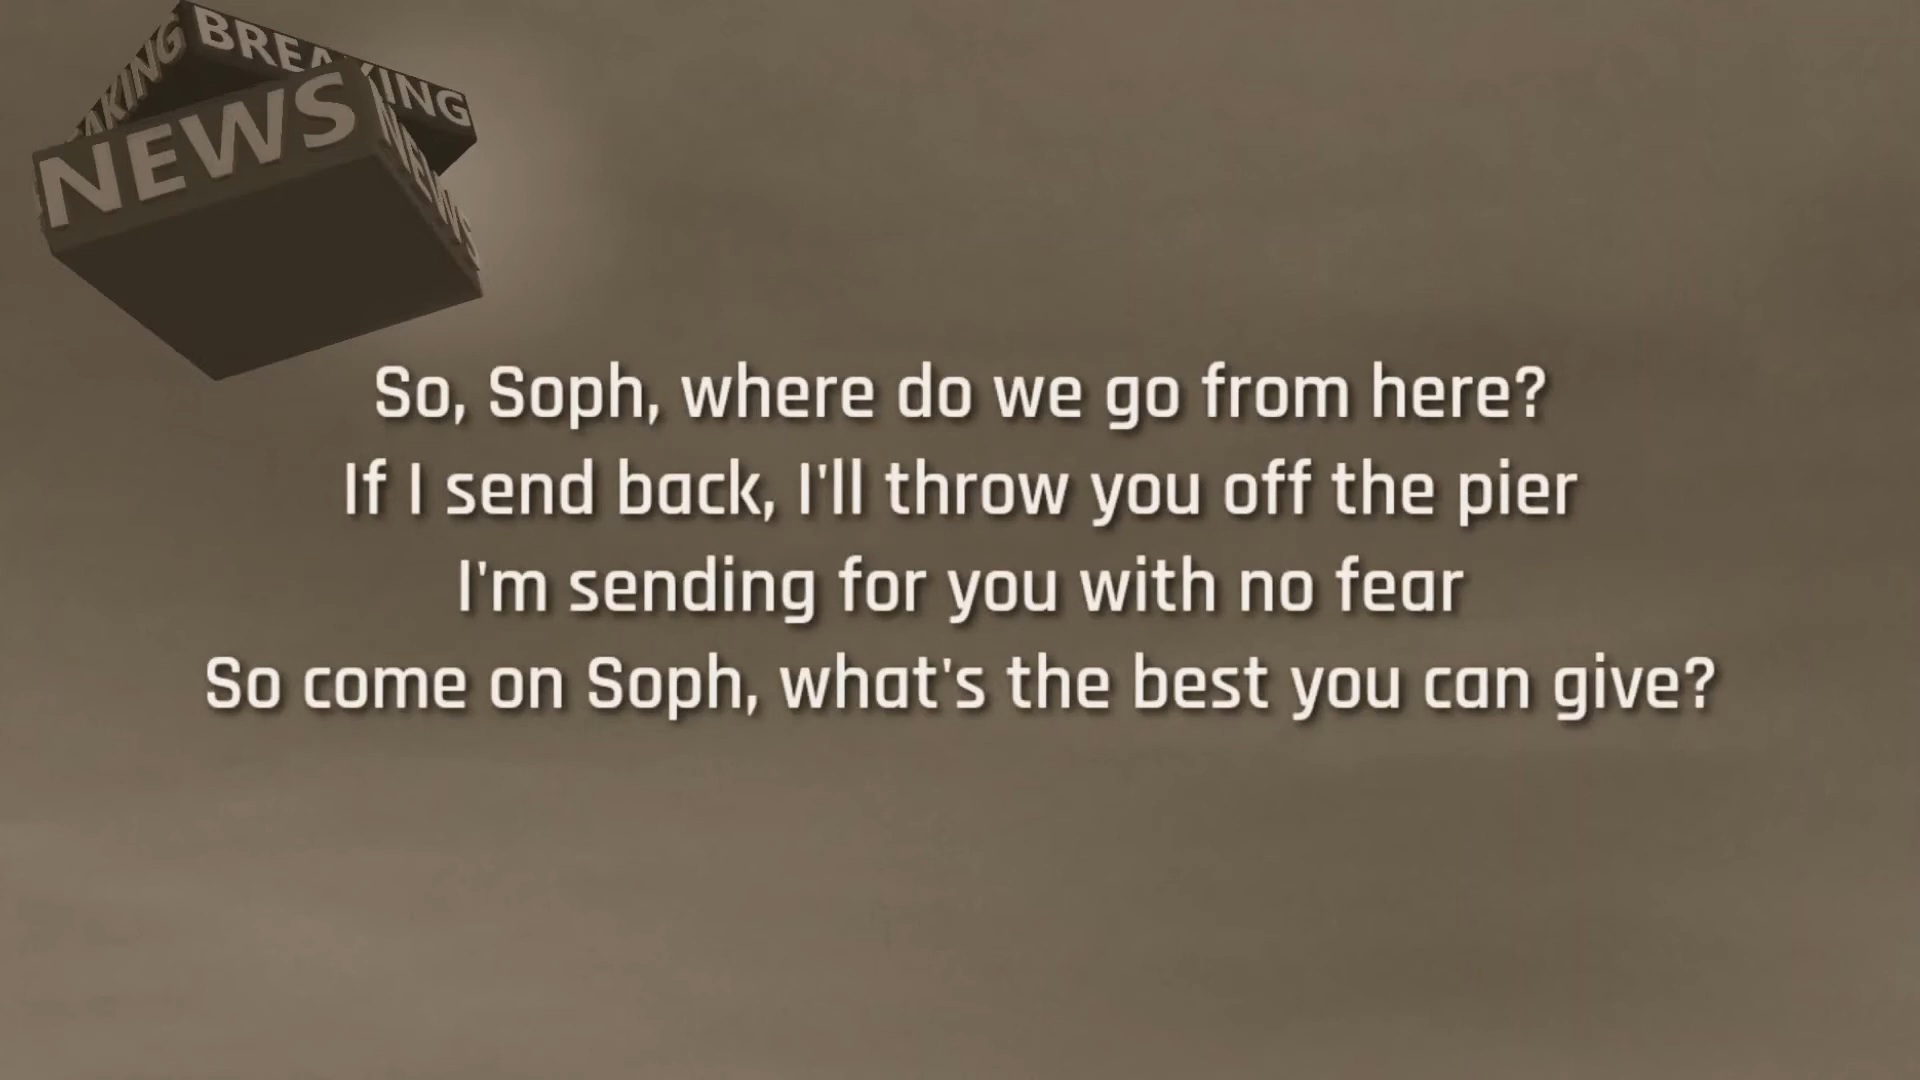 BREAKING
AKING
NEWS
NEWS
So, Soph, where do we go from here?
If I send back, I'll throw you off the pier
I'm sending for you with no fear
So come on Soph, what's the best you can give?